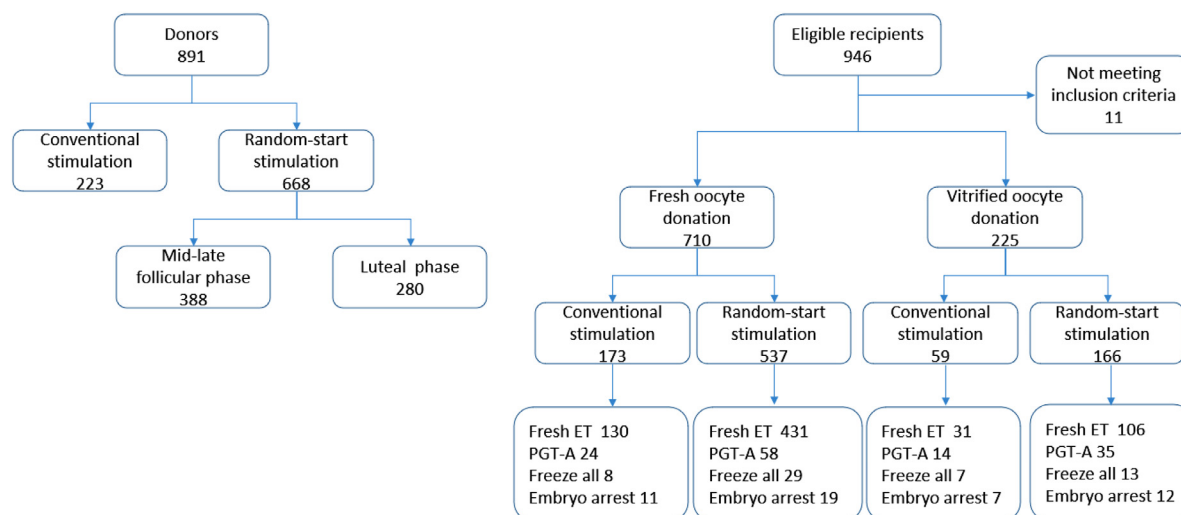 Donors
891
Conventional
stimulation
223
Random-start
stimulation
668
Mid-late
follicular phase
388
Luteal phase
280
Eligible recipients
946
Not meeting
inclusion criteria
11
Fresh oocyte
donation
710
Vitrified oocyte
donation
225
Conventional
stimulation
173
Random-start
stimulation
537
Conventional
stimulation
59
Random-start
stimulation
166
Fresh ET 130
PGT-A 24
Freeze all 8
Embryo arrest 11
Fresh ET 431
PGT-A 58
Freeze all 29
Embryo arrest 19
Fresh ET 31
PGT-A 14
Freeze all 7
Embryo arrest 7
Fresh ET 106
PGT-A 35
Freeze all 13
Embryo arrest 12